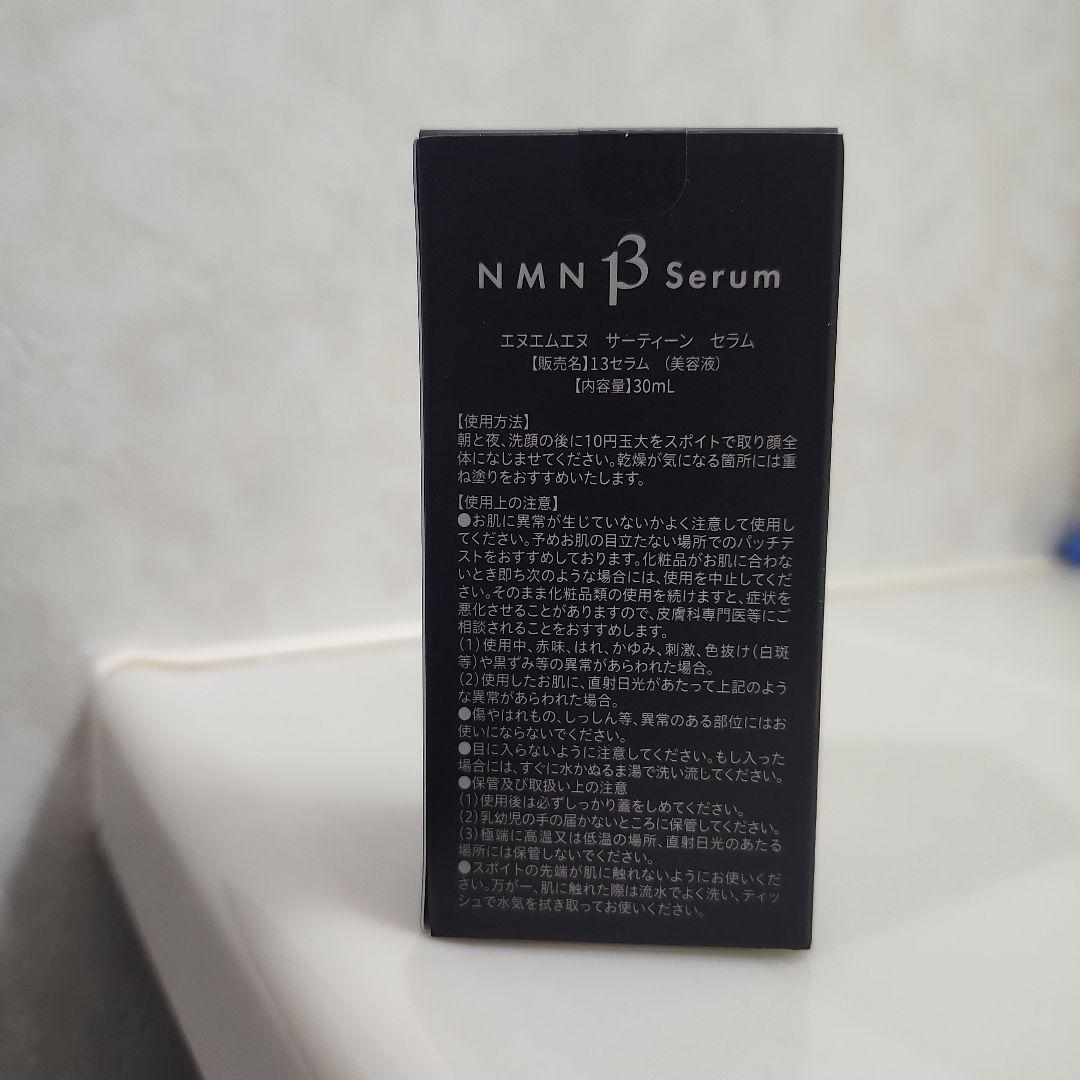 NMN 13 Serum
エヌエムエヌ サーティーン セラム
【販売名】13セラム (美容液)
【内容量】30mL
【使用方法】
朝と夜、洗顔の後に10円玉大をスポイトで取り顔全
体になじませてください。乾燥が気になる箇所には重
ね塗りをおすすめいたします。
【使用上の注意】
●お肌に異常が生じていないかよく注意して使用し
てください。予めお肌の目立たない場所でのパッチテ
ストをおすすめしております。化粧品がお肌に合わな
いとき即ち次のような場合には、使用を中止してくだ
さい。そのまま化粧品類の使用を続けますと、症状を
悪化させることがありますので、皮膚科専門医等にご
相談されることをおすすめします。
(1)使用中、赤味、はれ、かゆみ、刺激、色抜け(白斑
等)や黒ずみ等の異常があらわれた場合。
(2)使用したお肌に、直射日光があたって上記のよう
な異常があらわれた場合。
●傷やはれもの、しっしん等、異常のある部位にはお
使いにならないでください。
●目に入らないように注意してください。もし入った
場合には、すぐに水かぬるま湯で洗い流してください。
●保管及び取扱い上の注意
(1)使用後は必ずしっかり蓋をしめてください。
(2)乳幼児の手の届かないところに保管してください。
(3)極端に高温又は低温の場所、直射日光のあたる
場所には保管しないでください。
●スポイトの先端が肌に触れないようにお使いくだ
さい。万が一、肌に触れた際は流水でよく洗い、ティッ
シュで水気を拭き取ってお使いください。